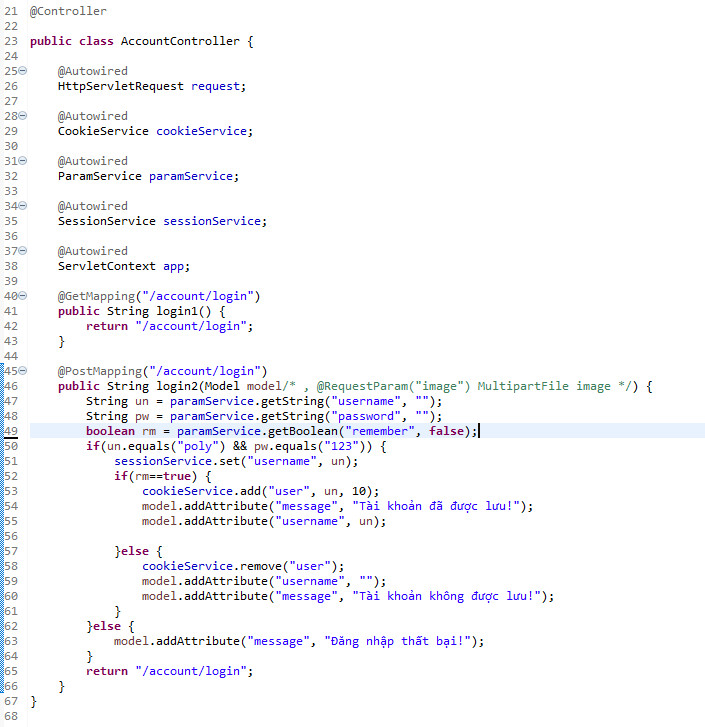 21 @Controller
22
23 public class AccountController {
24
25 @Autowired
26 HttpServletRequest request;
27
28 @Autowired
29 CookieService cookieService;
30
31 @Autowired
32 ParamService paramService;
33
34 @Autowired
35 SessionService sessionService;
36
37 @Autowired
38 ServletContext app;
39
40 @GetMapping("/account/login")
41 public String login1() {
42 return "/account/login";
43 }
44
45 @PostMapping("/account/login")
46 public String login2(Model model/* , @RequestParam("image") MultipartFile image */) {
47 String un = paramService.getString("username", "");
48 String pw = paramService.getString("password", "");
49 boolean rm = paramService.getBoolean("remember", false);
50 if(un.equals("poly") && pw.equals("123")) {
51 sessionService.set("username", un);
52 if(rm==true) {
53 cookieService.add("user", un, 10);
54 model.addAttribute("message", "Tài khoản đã được lưu!");
55 model.addAttribute("username", un);
56
57 }else {
58 cookieService.remove("user");
59 model.addAttribute("username", "");
60 model.addAttribute("message", "Tài khoản không được lưu!");
61 }
62 }else {
63 model.addAttribute("message", "Đăng nhập thất bại!");
64 }
65 return "/account/login";
66 }
67 }
68